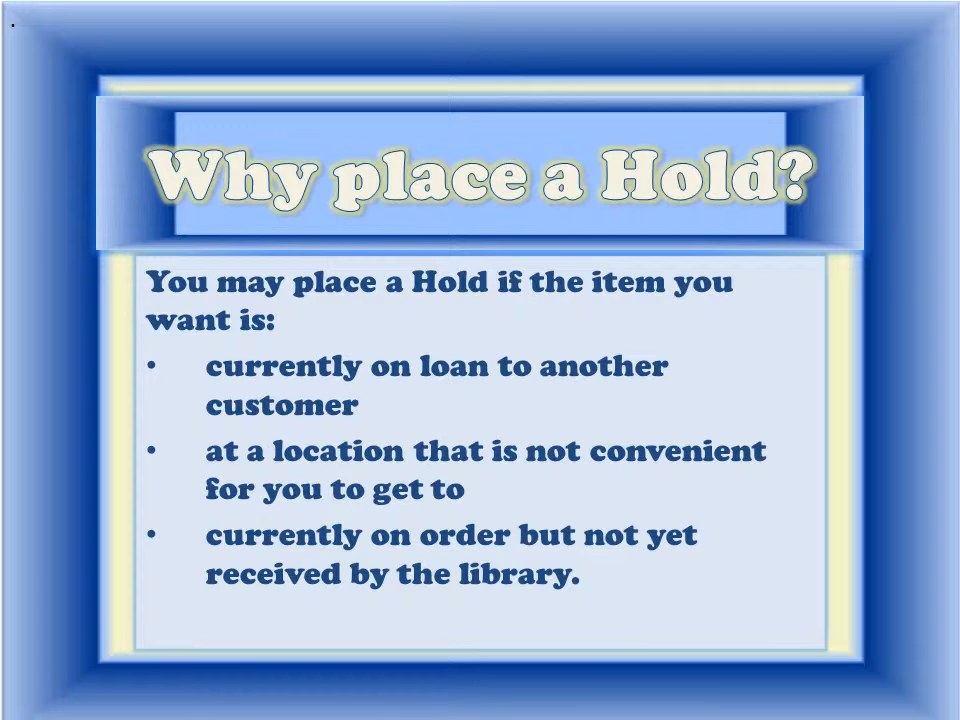 .
Why place a Hold?
You may place a Hold if the item you
want is:
• currently on loan to another
customer
• at a location that is not convenient
for you to get to
• currently on order but not yet
received by the library.